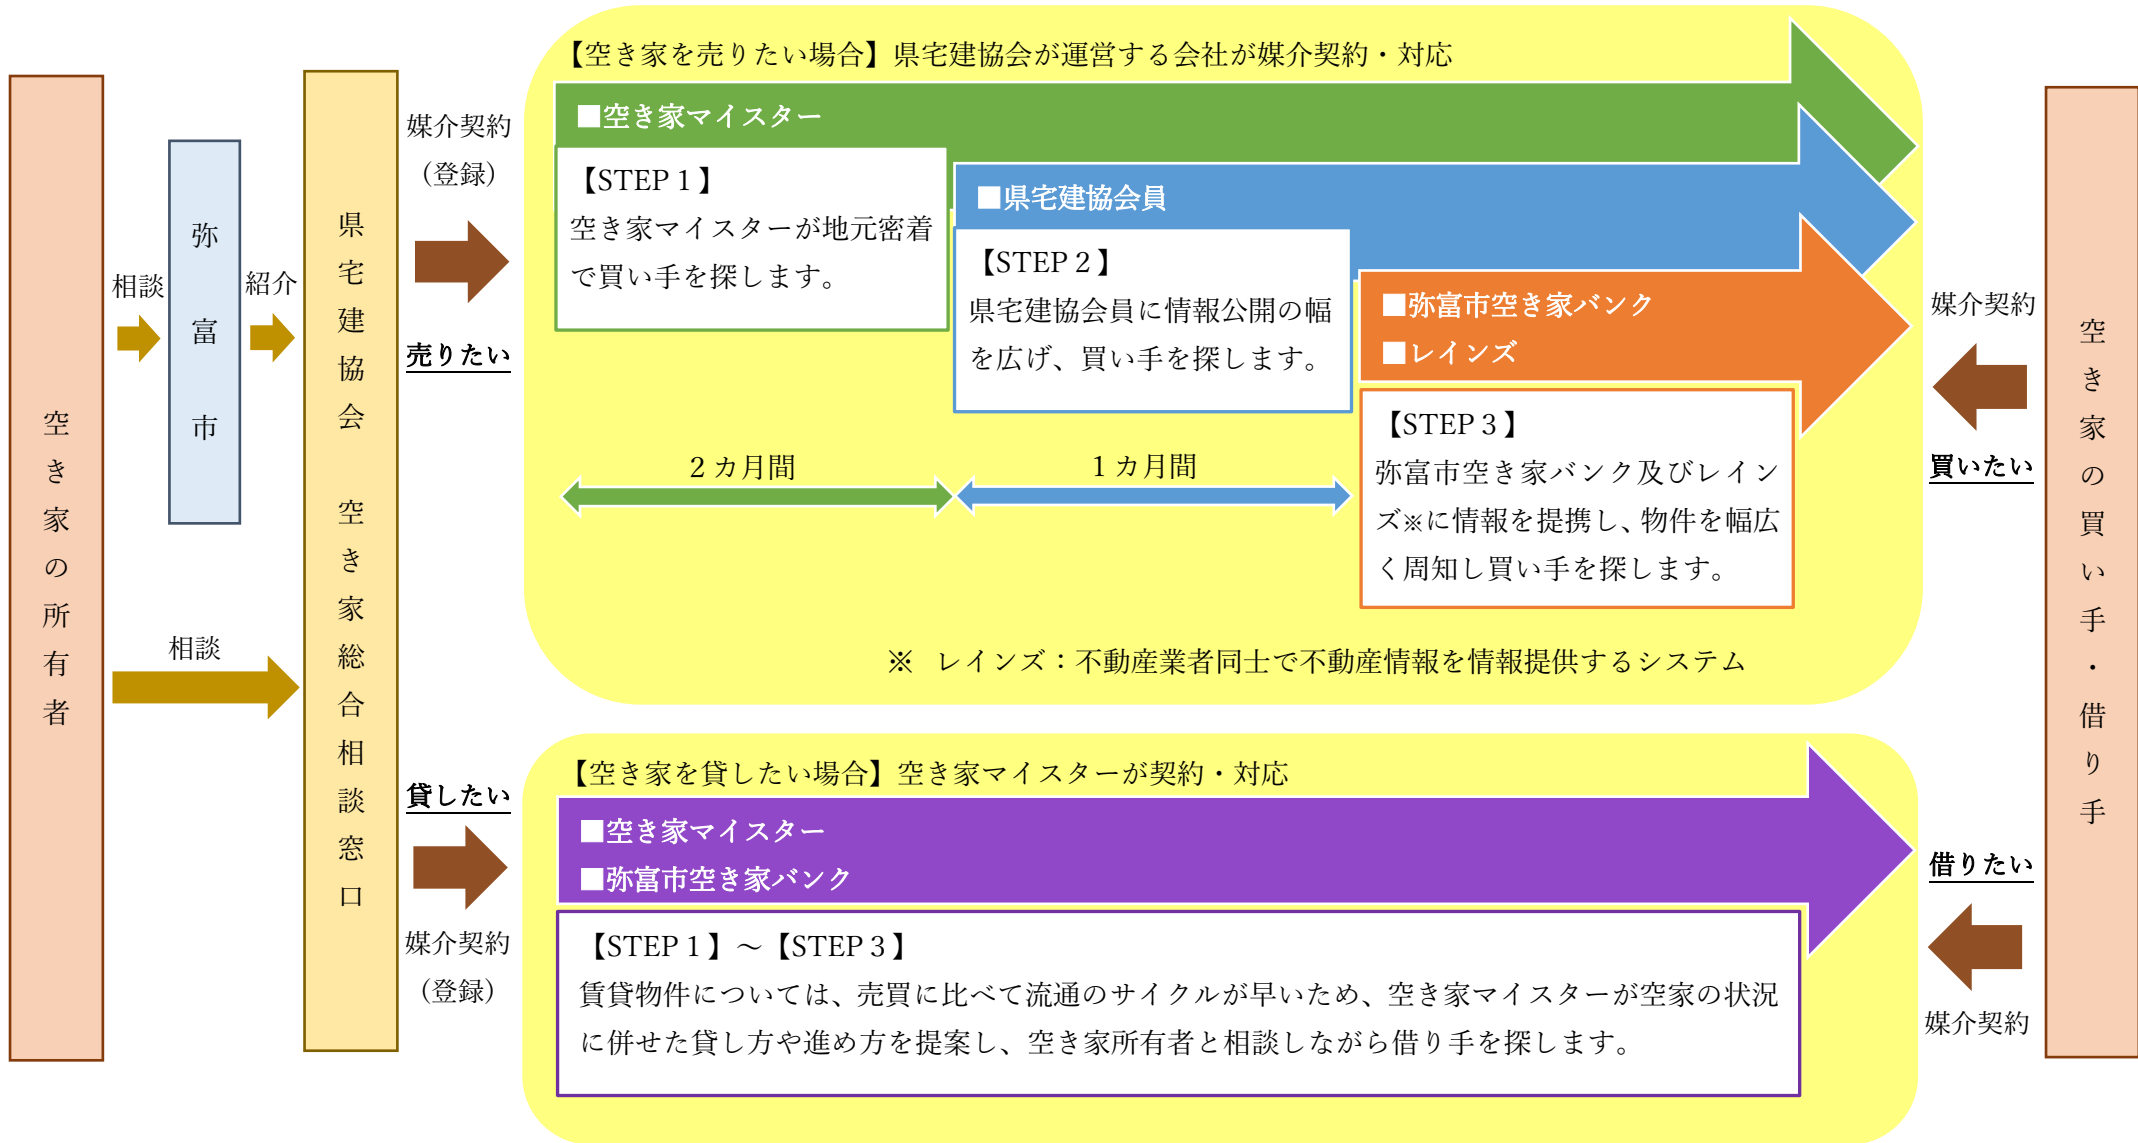 空き家の所有者
相談
弥富市
紹介
相談
県宅建協会　空き家総合相談窓口
媒介契約
（登録）
売りたい
【空き家を売りたい場合】県宅建協会が運営する会社が媒介契約・対応
■空き家マイスター
【STEP１】
空き家マイスターが地元密着
で買い手を探します。
■県宅建協会員
【STEP２】
県宅建協会員に情報公開の幅
を広げ、買い手を探します。
■弥富市空き家バンク
■レインズ
【STEP３】
弥富市空き家バンク及びレイン
ズ※に情報を提携し、物件を幅広
く周知し買い手を探します。
２カ月間
１カ月間
※　レインズ：不動産業者同士で不動産情報を情報提供するシステム
貸したい
媒介契約
（登録）
【空き家を貸したい場合】空き家マイスターが契約・対応
■空き家マイスター
■弥富市空き家バンク
【STEP１】～【STEP３】
賃貸物件については、売買に比べて流通のサイクルが早いため、空き家マイスターが空家の状況
に併せた貸し方や進め方を提案し、空き家所有者と相談しながら借り手を探します。
媒介契約
買いたい
借りたい
媒介契約
空き家の買い手・借り手